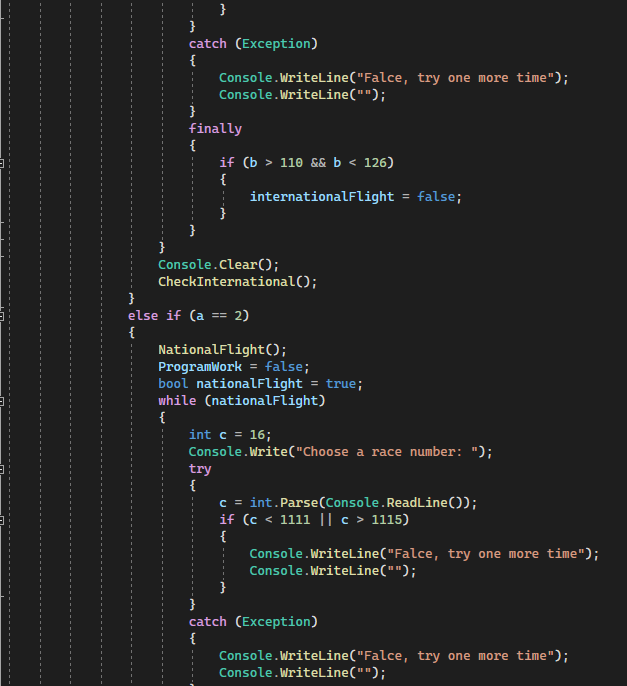 }
}
catch (Exception)
{
Console.WriteLine("Falce, try one more time");
Console.WriteLine("");
}
finally
{
if (b > 110 && b < 126)
{
internationalFlight = false;
}
}
}
Console.Clear();
CheckInternational();
}
else if (a == 2)
{
NationalFlight();
ProgramWork = false;
bool nationalFlight = true;
while (nationalFlight)
{
int c = 16;
Console.Write("Choose a race number: ");
try
{
c = int.Parse(Console.ReadLine());
if (c < 1111 || c > 1115)
{
Console.WriteLine("Falce, try one more time");
Console.WriteLine("");
}
}
catch (Exception)
{
Console.WriteLine("Falce, try one more time");
Console.WriteLine("");